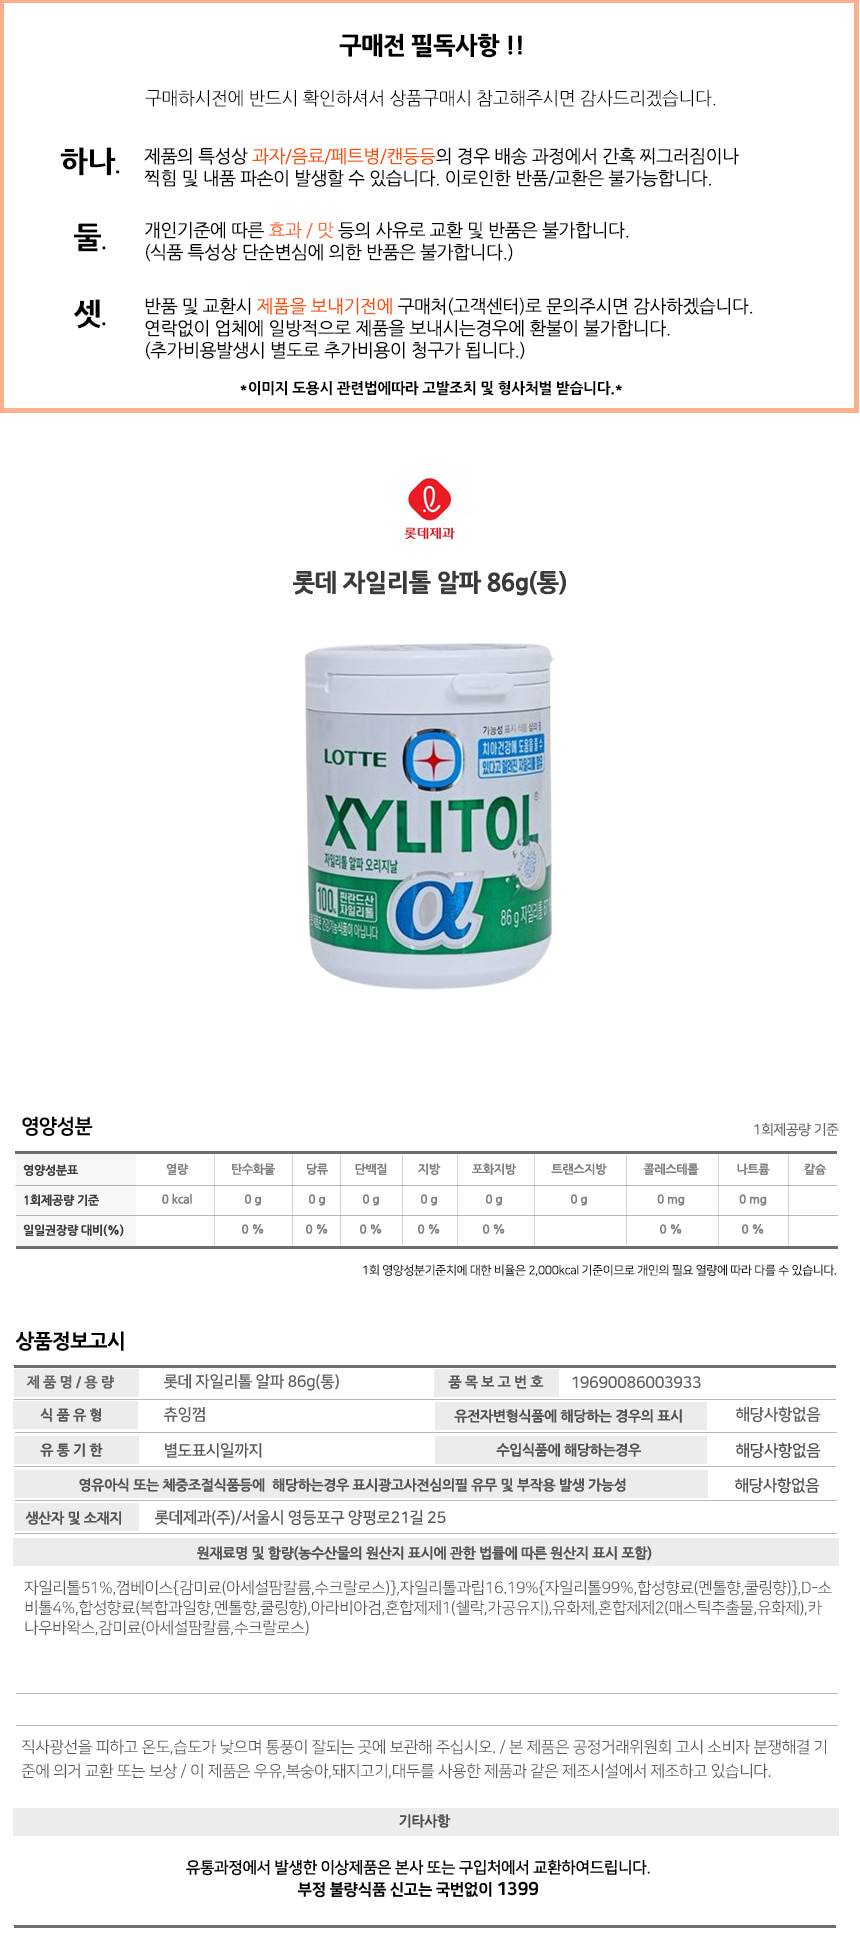 구매전 필독사항 !!
구매하시전에 반드시 확인하셔서 상품구매시 참고해주시면 감사드리겠습니다.
하나.
제품의 특성상 과자/음료/페트병/캔등등의 경우 배송 과정에서 간혹 찌그러짐이나
찍힘 및 내품 파손이 발생할 수 있습니다. 이로인한 반품/교환은 불가능합니다.
둘.
개인기준에 따른 효과 / 맛 등의 사유로 교환 및 반품은 불가합니다.
(식품 특성상 단순변심에 의한 반품은 불가합니다.)
셋.
반품 및 교환시 제품을 보내기전에 구매처(고객센터)로 문의주시면 감사하겠습니다.
연락없이 업체에 일방적으로 제품을 보내시는경우에 환불이 불가합니다.
(추가비용발생시 별도로 추가비용이 청구가 됩니다.)
*이미지 도용시 관련법에따라 고발조치 및 형사처벌 받습니다.*
롯데제과
롯데 자일리톨 알파 86g(통)
기능성 표시 식품
치아건강에 도움을 줄 수
있다고 알려진 자일리톨 함유
LOTTE
XYLITOL
자일리톨 알파 오리지날
α
100%
핀란드산
자일리톨
건강기능식품이 아닙니다
86 g 자일리톨
영양성분
1회제공량 기준
영양성분표 열량 탄수화물 당류 단백질 지방 포화지방 트랜스지방 콜레스테롤 나트륨 칼슘
1회제공량 기준 0 kcal 0 g 0 g 0 g 0 g 0 g 0 g 0 mg 0 mg
일일권장량 대비(%) 0 % 0 % 0 % 0 % 0 % 0 % 0 %
1회 영양성분기준치에 대한 비율은 2,000kcal 기준이므로 개인의 필요 열량에 따라 다를 수 있습니다.
상품정보고시
제품명/용량 롯데 자일리톨 알파 86g(통) 품목보고번호 19690086003933
식품유형 츄잉껌 유전자변형식품에 해당하는 경우의 표시 해당사항없음
유통기한 별도표시일까지 수입식품에 해당하는경우 해당사항없음
영유아식 또는 체중조절식품등에 해당하는경우 표시광고사전심의필 유무 및 부작용 발생 가능성 해당사항없음
생산자 및 소재지 롯데제과(주)/서울시 영등포구 양평로21길 25
원재료명 및 함량(농수산물의 원산지 표시에 관한 법률에 따른 원산지 표시 포함)
자일리톨51%,껌베이스{감미료(아세설팜칼륨,수크랄로스)},자일리톨과립16.19%{자일리톨99%,합성향료(멘톨향,쿨링향)},D-소
비톨4%,합성향료(복합과일향,멘톨향,쿨링향),아라비아검,혼합제제1(쉘락,가공유지),유화제,혼합제제2(매스틱추출물,유화제),카
나우바왁스,감미료(아세설팜칼륨,수크랄로스)
직사광선을 피하고 온도,습도가 낮으며 통풍이 잘되는 곳에 보관해 주십시오. / 본 제품은 공정거래위원회 고시 소비자 분쟁해결 기
준에 의거 교환 또는 보상 / 이 제품은 우유,복숭아,돼지고기,대두를 사용한 제품과 같은 제조시설에서 제조하고 있습니다.
기타사항
유통과정에서 발생한 이상제품은 본사 또는 구입처에서 교환하여드립니다.
부정 불량식품 신고는 국번없이 1399